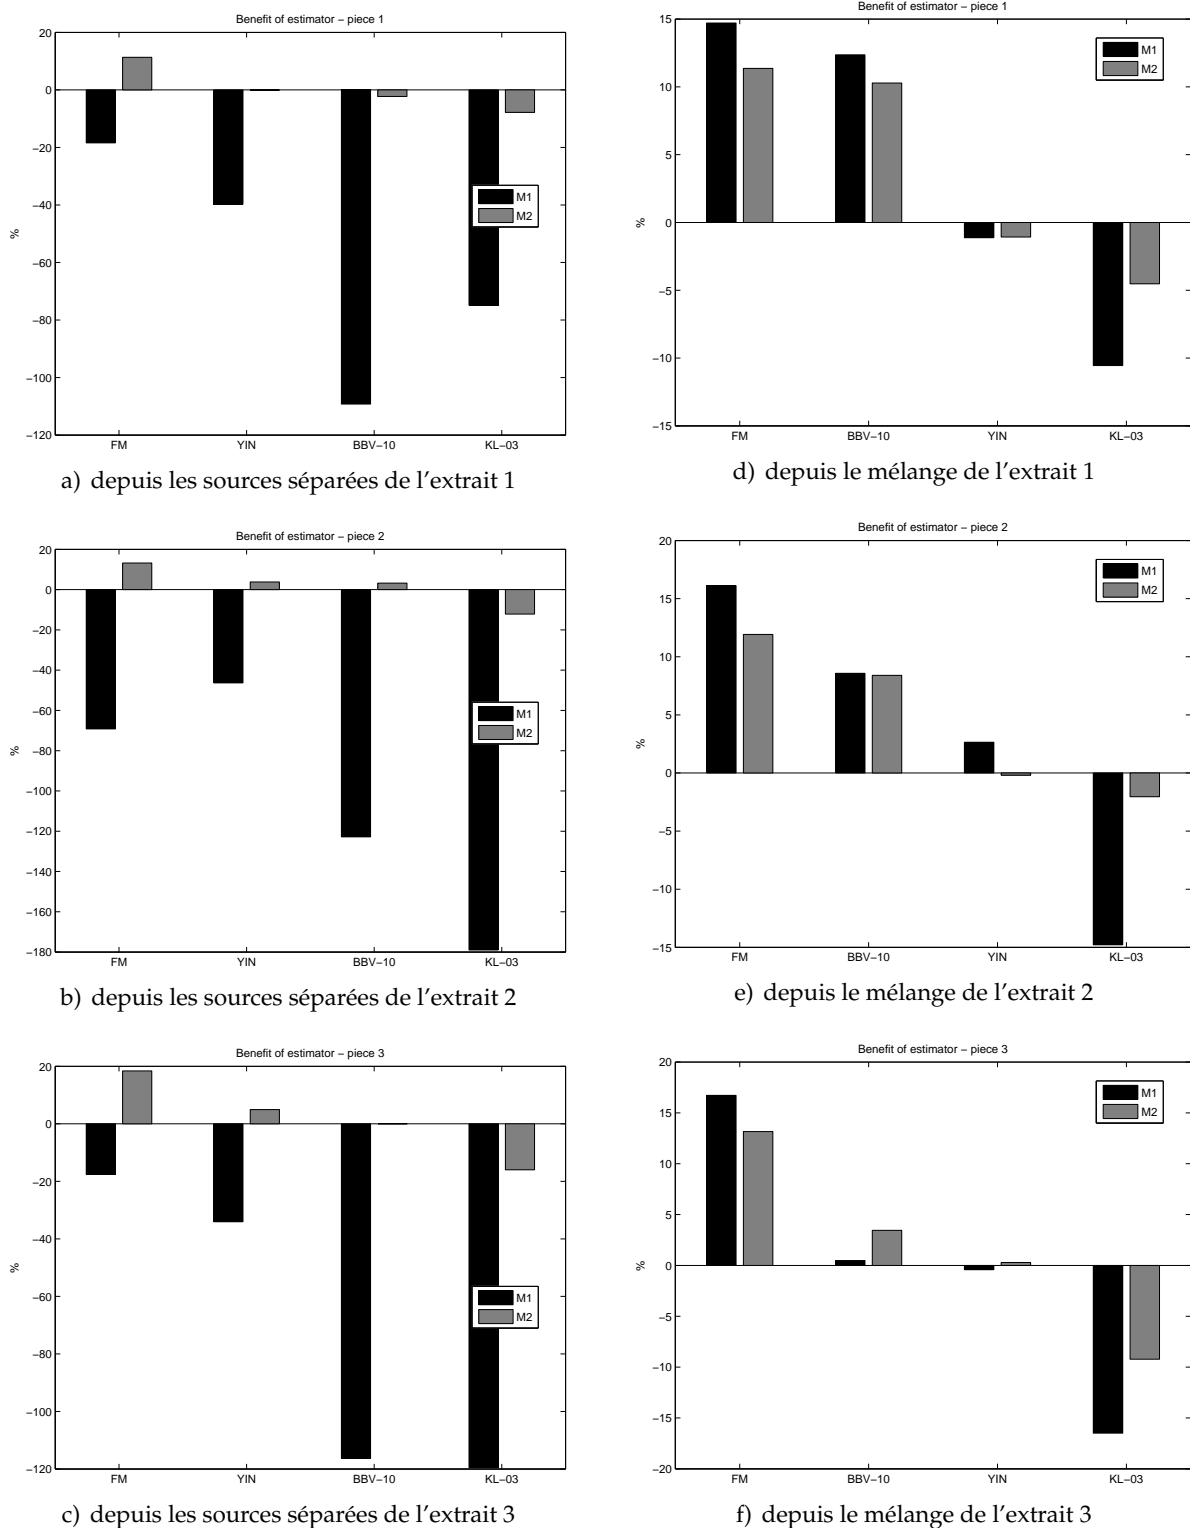 Benefit of estimator – piece 1
20
0
−20
−40
−60
−80
−100
−120
%
M1
M2
FM YIN BBV−10 KL−03
a) depuis les sources séparées de l'extrait 1
Benefit of estimator – piece 1
15
10
5
0
−5
−10
−15
%
M1
M2
FM BBV−10 YIN KL−03
d) depuis le mélange de l'extrait 1
Benefit of estimator – piece 2
20
0
−20
−40
−60
−80
−100
−120
−140
−160
−180
%
M1
M2
FM YIN BBV−10 KL−03
b) depuis les sources séparées de l'extrait 2
Benefit of estimator – piece 2
20
15
10
5
0
−5
−10
−15
%
M1
M2
FM BBV−10 YIN KL−03
e) depuis le mélange de l'extrait 2
Benefit of estimator – piece 3
20
0
−20
−40
−60
−80
−100
−120
%
M1
M2
FM YIN BBV−10 KL−03
c) depuis les sources séparées de l'extrait 3
Benefit of estimator – piece 3
20
15
10
5
0
−5
−10
−15
−20
%
M1
M2
FM BBV−10 YIN KL−03
f) depuis le mélange de l'extrait 3